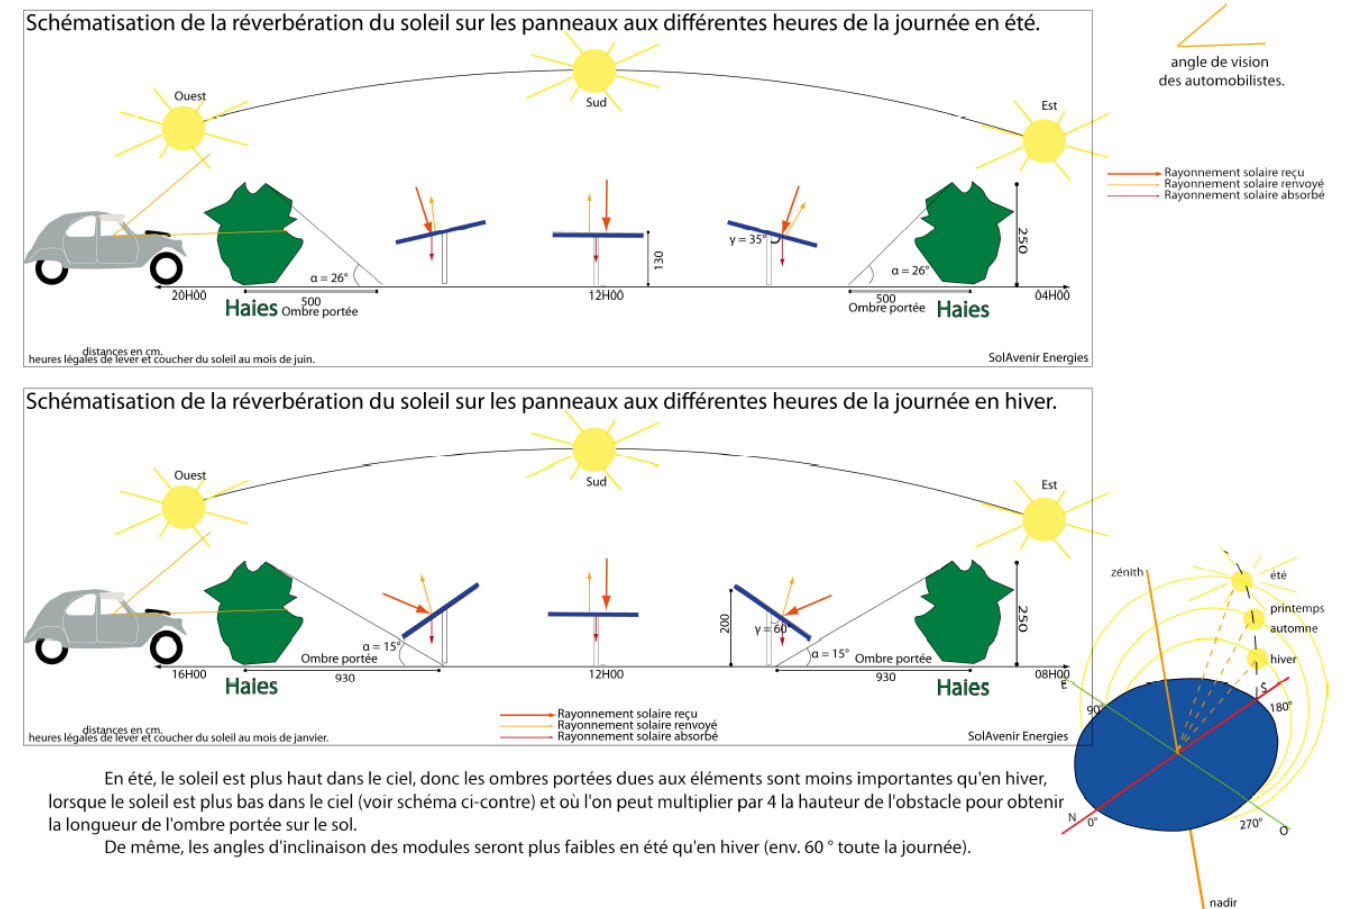 Schématisation de la réverbération du soleil sur les panneaux aux différentes heures de la journée en été.
angle de vision
des automobilistes.
Ouest
Sud
Est
Rayonnement solaire reçu
Rayonnement solaire renvoyé
Rayonnement solaire absorbé
γ = 35°
250
130
α = 26°
α = 26°
20H00
500
12H00
500
04H00
Haies
Ombre portée
Ombre portée
Haies
distances en cm.
heures légales de lever et coucher du soleil au mois de juin.
SolAvenir Energies
Schématisation de la réverbération du soleil sur les panneaux aux différentes heures de la journée en hiver.
Ouest
Sud
Est
200
γ = 60°
250
α = 15°
α = 15°
Ombre portée
Ombre portée
16H00
930
12H00
930
08H00
Haies
Haies
Rayonnement solaire reçu
Rayonnement solaire renvoyé
Rayonnement solaire absorbé
distances en cm.
heures légales de lever et coucher du soleil au mois de janvier.
SolAvenir Energies
zénith
été
printemps
automne
hiver
E
S
90°
180°
N
0°
270°
O
nadir
En été, le soleil est plus haut dans le ciel, donc les ombres portées dues aux éléments sont moins importantes qu'en hiver,
lorsque le soleil est plus bas dans le ciel (voir schéma ci-contre) et où l'on peut multiplier par 4 la hauteur de l'obstacle pour obtenir
la longueur de l'ombre portée sur le sol.
De même, les angles d'inclinaison des modules seront plus faibles en été qu'en hiver (env. 60 ° toute la journée).